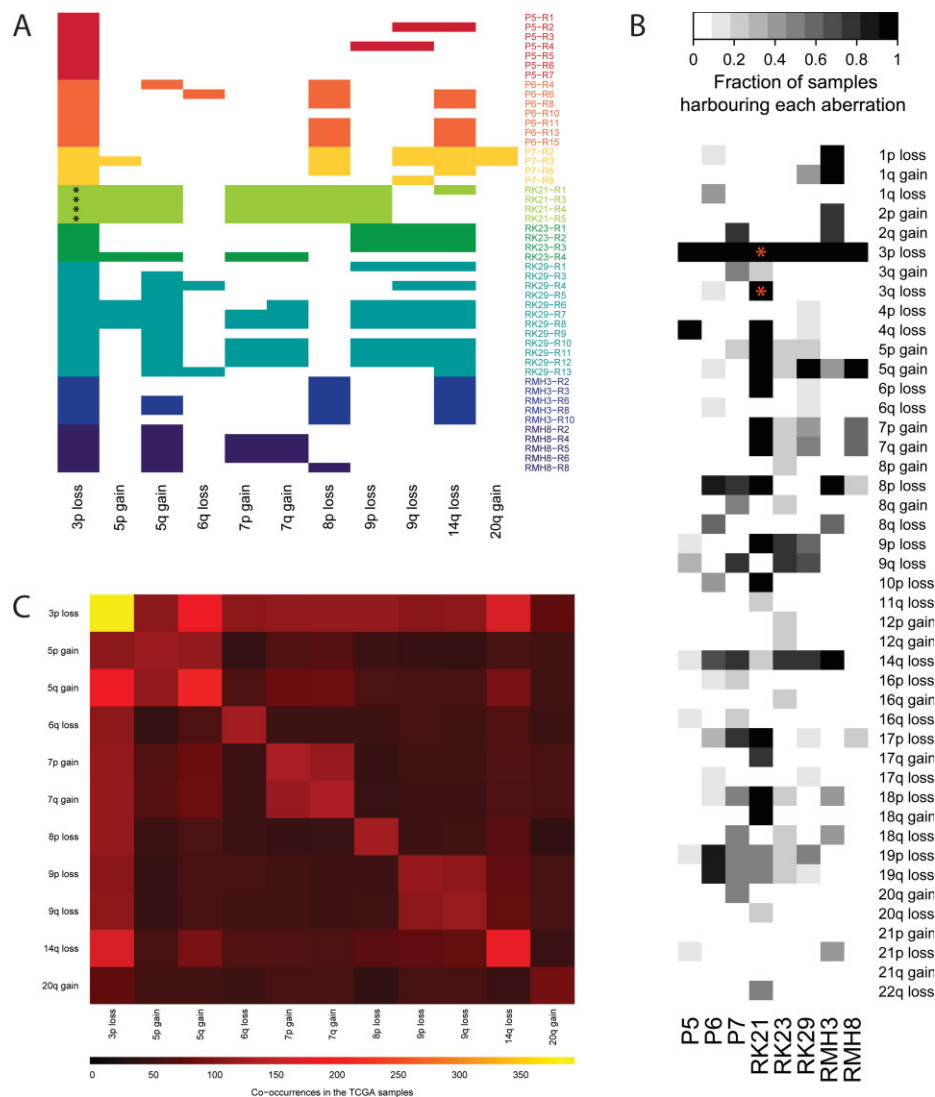 A
P5-R1
P5-R2
P5-R3
P5-R4
P5-R5
P5-R6
P5-R7
P6-R4
P6-R6
P6-R8
P6-R10
P6-R11
P6-R13
P6-R15
P7-R2
P7-R3
P7-R6
P7-R9
RK21-R1
RK21-R3
RK21-R4
RK21-R5
RK23-R1
RK23-R2
RK23-R3
RK23-R4
RK29-R1
RK29-R3
RK29-R4
RK29-R5
RK29-R6
RK29-R7
RK29-R8
RK29-R9
RK29-R10
RK29-R11
RK29-R12
RK29-R13
RMH3-R2
RMH3-R3
RMH3-R6
RMH3-R8
RMH3-R10
RMH8-R2
RMH8-R4
RMH8-R5
RMH8-R6
RMH8-R8
*
*
*
*
3p loss
5p gain
5q gain
6q loss
7p gain
7q gain
8p loss
9p loss
9q loss
14q loss
20q gain
B
0 0.2 0.4 0.6 0.8 1
Fraction of samples
harbouring each aberration
1p loss
1q gain
1q loss
2p gain
2q gain
3p loss
*
3q gain
3q loss
*
4p loss
4q loss
5p gain
5q gain
6p loss
6q loss
7p gain
7q gain
8p gain
8p loss
8q gain
8q loss
9p loss
9q loss
10p loss
11q loss
12p gain
12q gain
14q loss
16p loss
16q gain
16q loss
17p loss
17q gain
17q loss
18p loss
18q gain
18q loss
19p loss
19q loss
20q gain
20q loss
21p gain
21p loss
21q gain
22q loss
P5
P6
P7
RK21
RK23
RK29
RMH3
RMH8
C
3p loss
5p gain
5q gain
6q loss
7p gain
7q gain
8p loss
9p loss
9q loss
14q loss
20q gain
3p loss
5p gain
5q gain
6q loss
7p gain
7q gain
8p loss
9p loss
9q loss
14q loss
20q gain
0 50 100 150 200 250 300 350
Co-occurrences in the TCGA samples